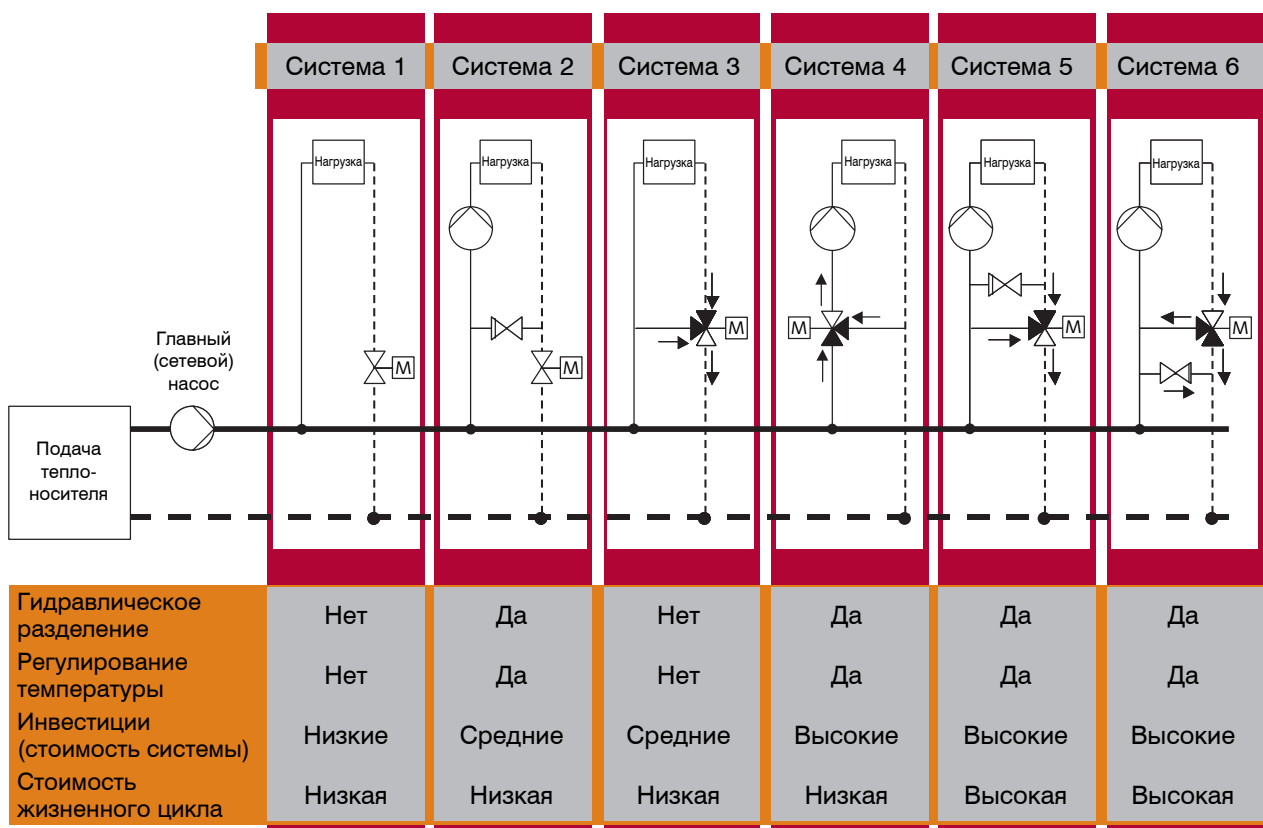 Система 1 Система 2 Система 3 Система 4 Система 5 Система 6
Нагрузка Нагрузка Нагрузка Нагрузка Нагрузка Нагрузка
M M M M M M
Главный
(сетевой)
насос
Подача
тепло-
носителя
Гидравлическое
разделение
Нет Да Нет Да Да Да
Регулирование
температуры
Нет Да Нет Да Да Да
Инвестиции
(стоимость системы)
Низкие Средние Средние Высокие Высокие Высокие
Стоимость
жизненного цикла
Низкая Низкая Низкая Низкая Высокая Высокая